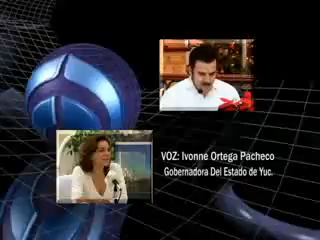 VOZ: Ivonne Ortega Pacheco
Gobernadora Del Estado de Yuc.